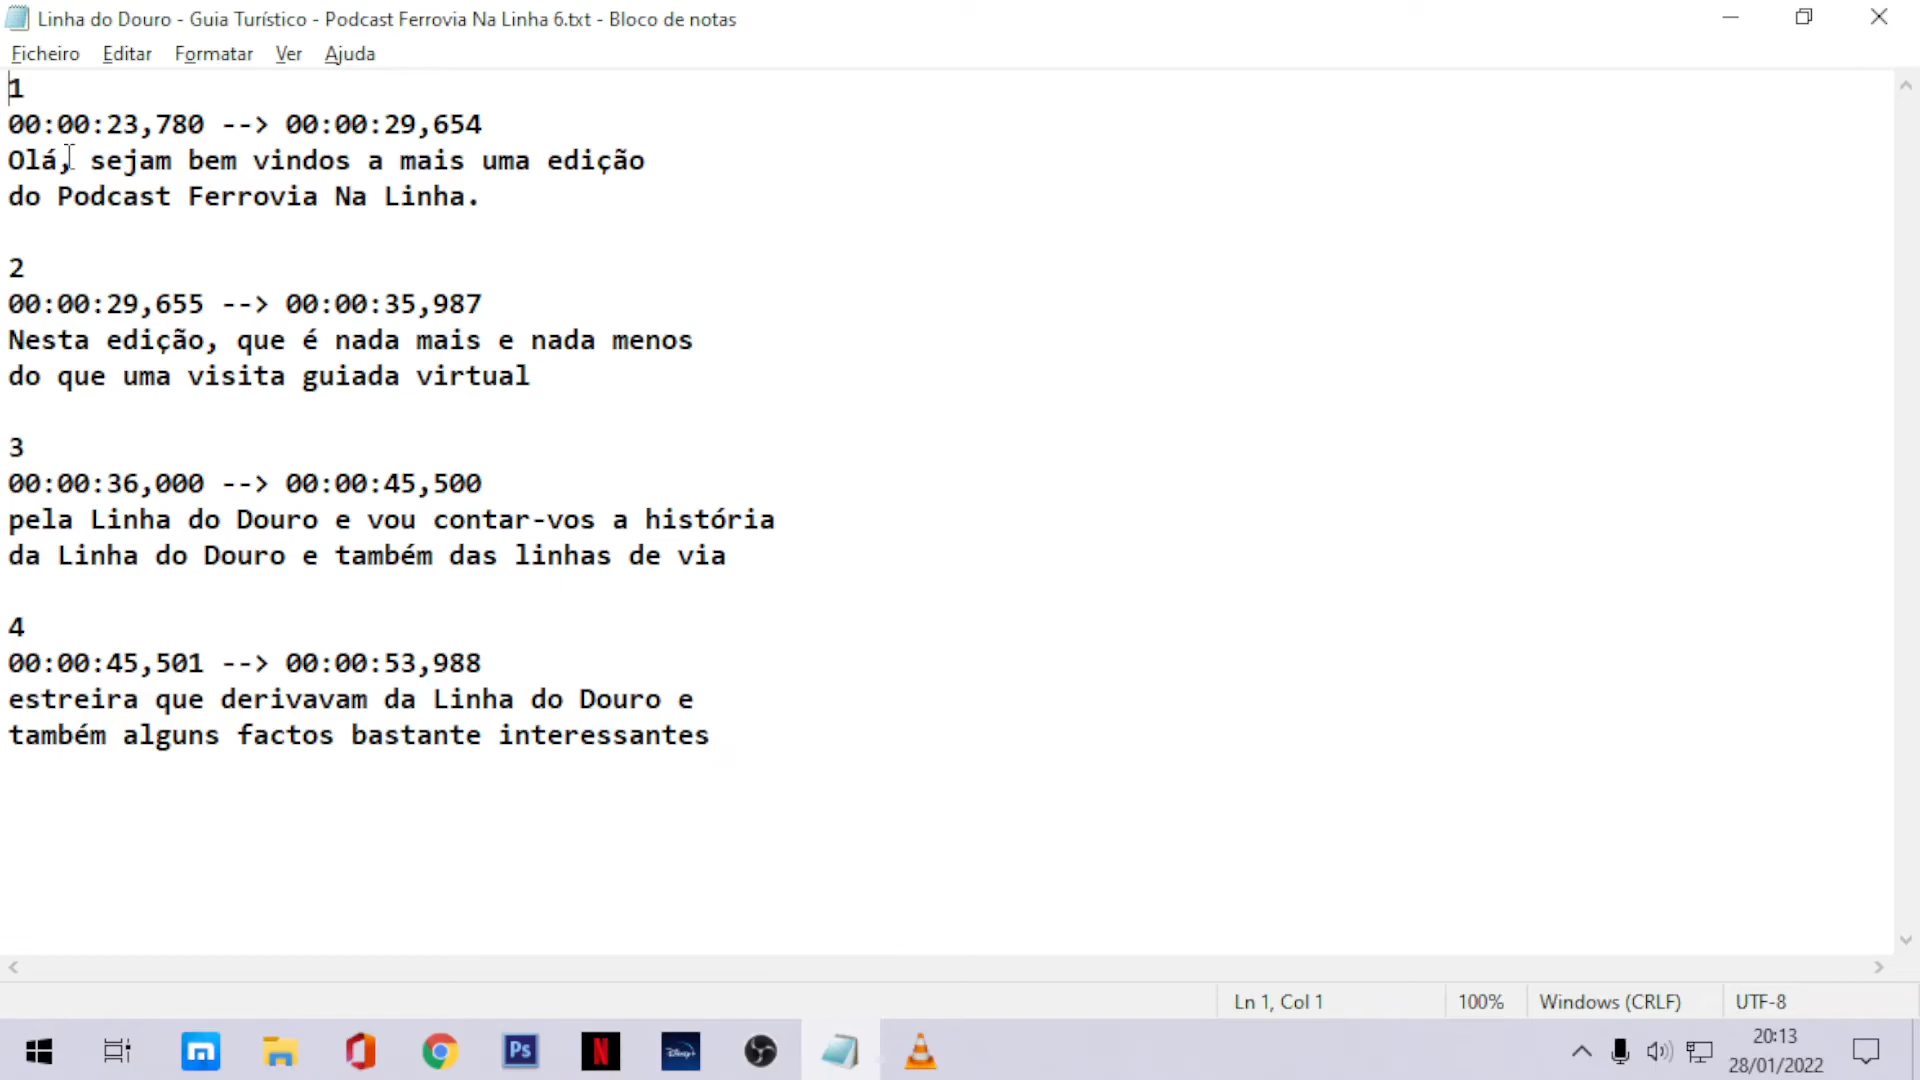 Linha do Douro - Guia Turístico - Podcast Ferrovia Na Linha 6.txt - Bloco de notas
Ficheiro Editar Formatar Ver Ajuda
1
00:00:23,780 --> 00:00:29,654
Olá, sejam bem vindos a mais uma edição
do Podcast Ferrovia Na Linha.
2
00:00:29,655 --> 00:00:35,987
Nesta edição, que é nada mais e nada menos
do que uma visita guiada virtual
3
00:00:36,000 --> 00:00:45,500
pela Linha do Douro e vou contar-vos a história
da Linha do Douro e também das linhas de via
4
00:00:45,501 --> 00:00:53,988
estreira que derivavam da Linha do Douro e
também alguns factos bastante interessantes
Ln 1, Col 1 100% Windows (CRLF) UTF-8
Ps N Disney+
20:13
28/01/2022